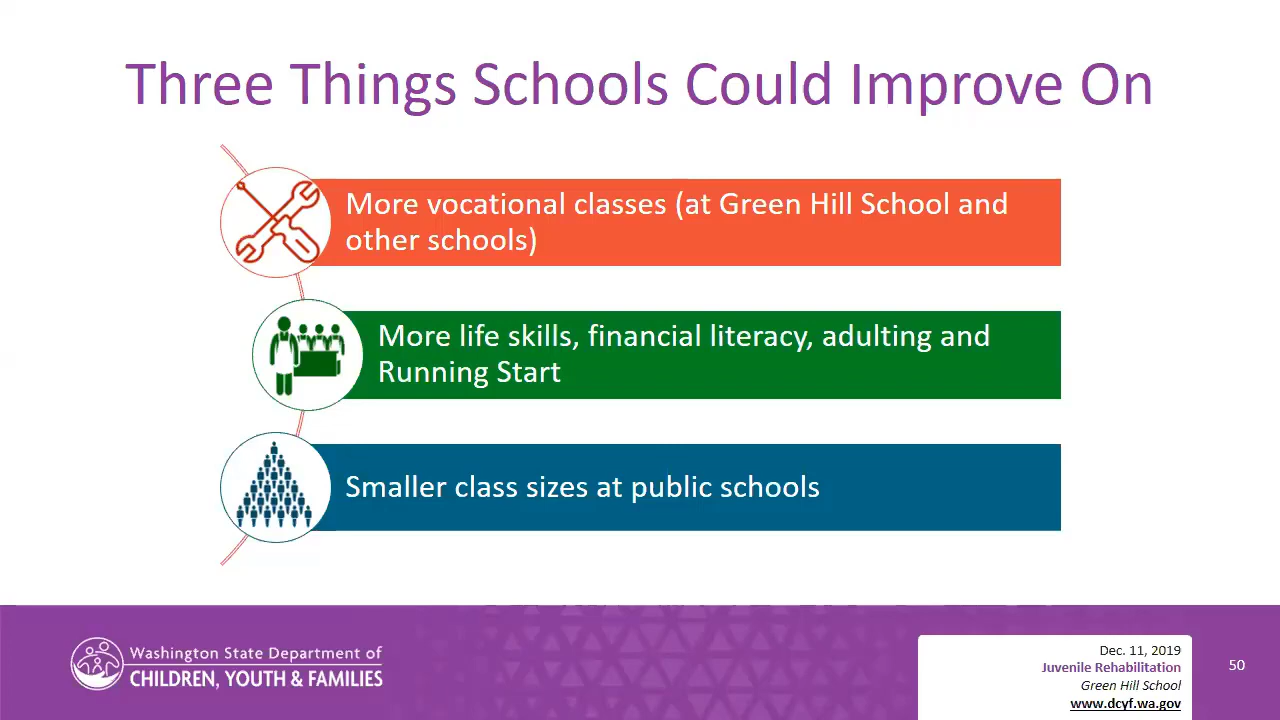 Three Things Schools Could Improve On
More vocational classes (at Green Hill School and
other schools)
More life skills, financial literacy, adulting and
Running Start
Smaller class sizes at public schools
Washington State Department of
CHILDREN, YOUTH & FAMILIES
Dec. 11, 2019
Juvenile Rehabilitation
Green Hill School
www.dcyf.wa.gov
50